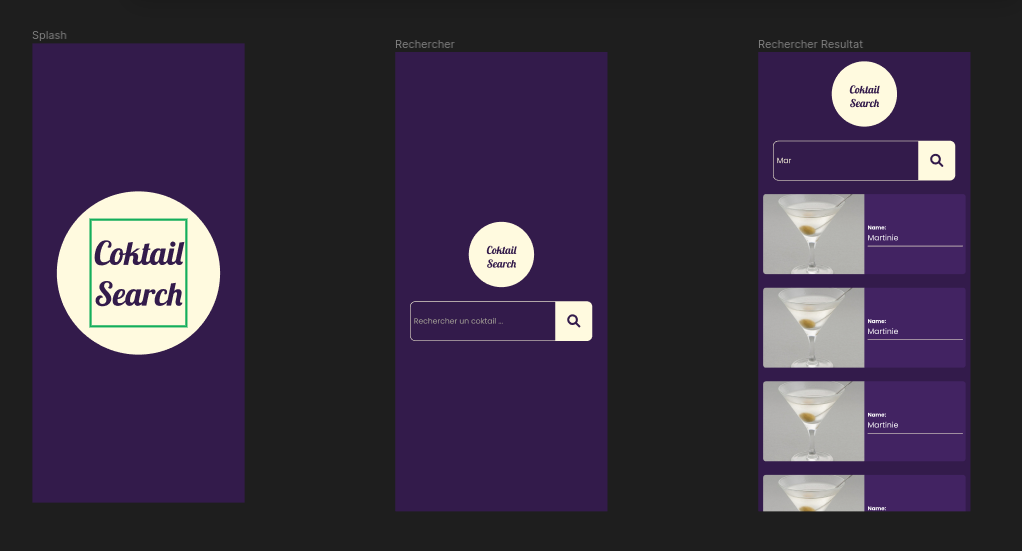 Splash
Coktail
Search
Rechercher
Coktail
Search
Rechercher un coktail ...
Rechercher Resultat
Coktail
Search
Mar
Name:
Martinie
Name:
Martinie
Name:
Martinie
Name: